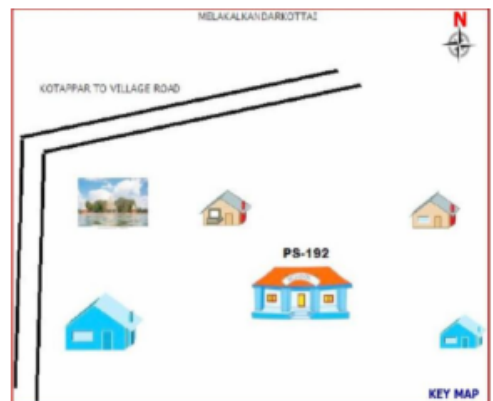 MELAKALKANDARKOTTAI
N
KOTAPPAR TO VILLAGE ROAD
PS-192
KEY MAP